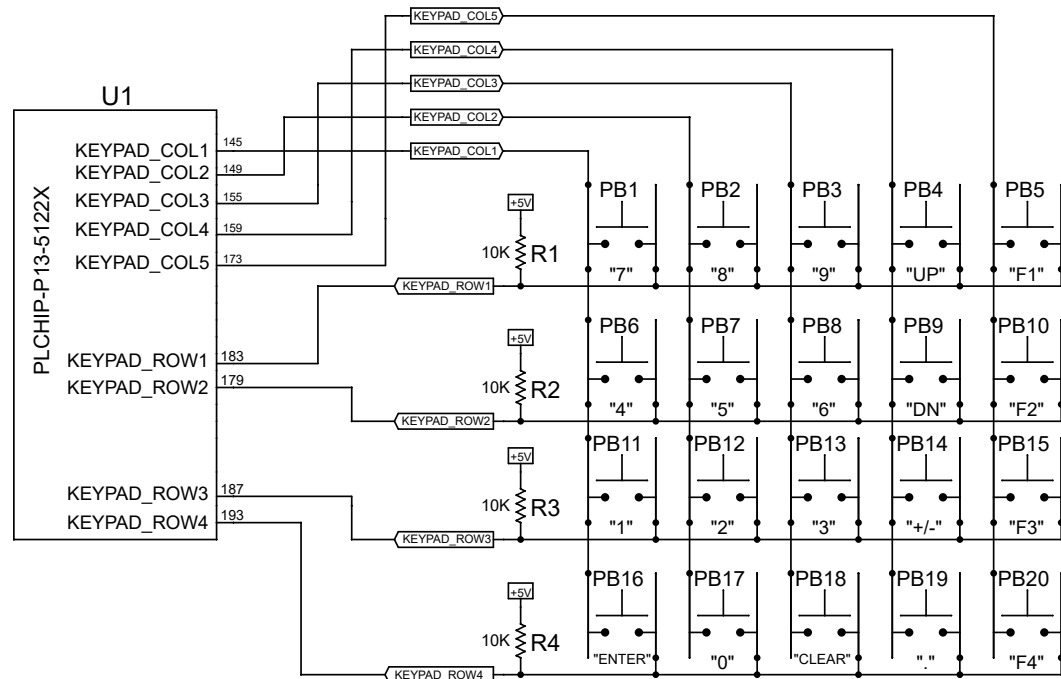 KEYPAD_COL5
KEYPAD_COL4
KEYPAD_COL3
KEYPAD_COL2
KEYPAD_COL1
U1
PLCHIP-P13-5122X
KEYPAD_COL1 145
KEYPAD_COL2 149
KEYPAD_COL3 155
KEYPAD_COL4 159
KEYPAD_COL5 173
KEYPAD_ROW1 183
KEYPAD_ROW2 179
KEYPAD_ROW3 187
KEYPAD_ROW4 193
+5V
10K R1
KEYPAD_ROW1
PB1 PB2 PB3 PB4 PB5
"7" "8" "9" "UP" "F1"
+5V
10K R2
KEYPAD_ROW2
PB6 PB7 PB8 PB9 PB10
"4" "5" "6" "DN" "F2"
+5V
10K R3
KEYPAD_ROW3
PB11 PB12 PB13 PB14 PB15
"1" "2" "3" "+/-" "F3"
+5V
10K R4
KEYPAD_ROW4
PB16 PB17 PB18 PB19 PB20
"ENTER" "0" "CLEAR" "." "F4"